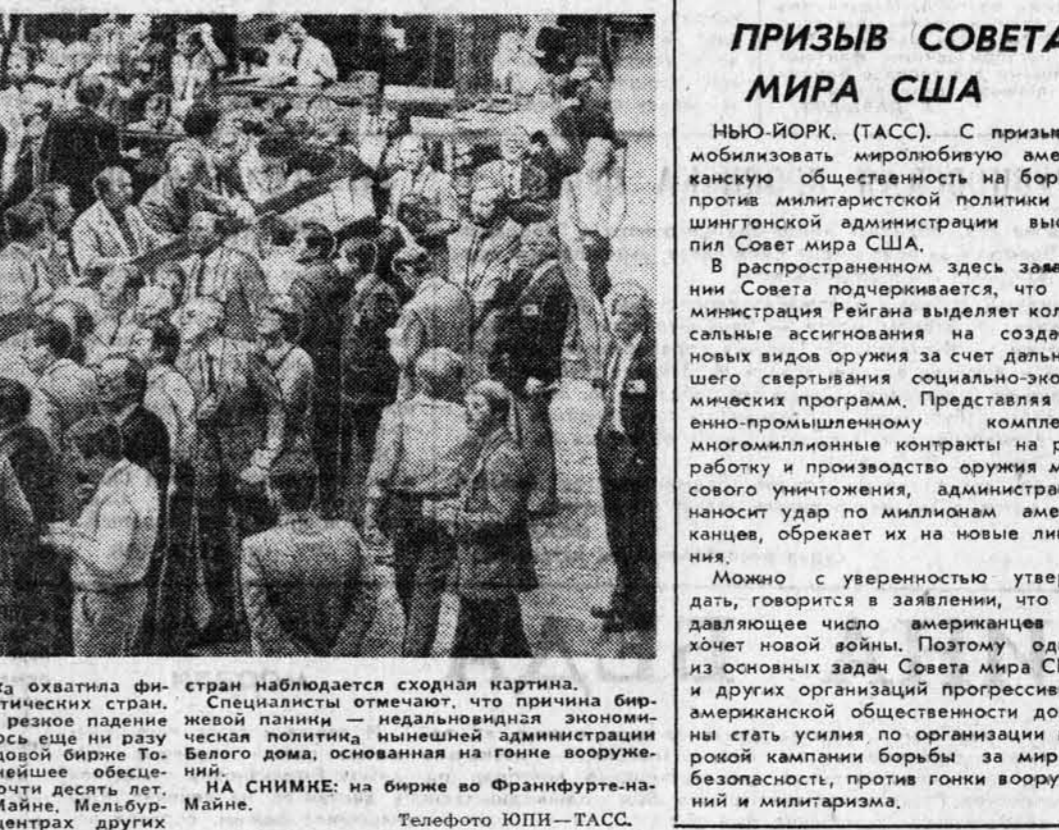 ка охватила фи-
тических стран.
резкое падение
ось еще ни разу
довой бирже То-
нейшее обесце-
очти десять лет.
Майне, Мельбур-
центрах других
стран наблюдается сходная картина.
Специалисты отмечают, что причина бир-
жевой паники — недальновидная экономи-
ческая политика нынешней администрации
Белого дома, основанная на гонке вооруже-
ний.
НА СНИМКЕ: на бирже во Франкфурте-на-
Майне.
Телефото ЮПИ—ТАСС.
ПРИЗЫВ СОВЕТА
МИРА США
НЬЮ-ЙОРК. (ТАСС). С призы
мобилизовать миролюбивую аме
канскую общественность на бор
против милитаристской политики
шингтонской администрации выс
пил Совет мира США.
В распространенном здесь заяв
нии Совета подчеркивается, что
министрация Рейгана выделяет кол
сальные ассигнования на созда
новых видов оружия за счет дальн
шего свертывания социально-эко
мических программ. Представляя
енно-промышленному компле
многомиллионные контракты на р
работку и производство оружия м
сового уничтожения, администра
наносит удар по миллионам аме
канцев, обрекает их на новые ли
ния.
Можно с уверенностью утвер
дать, говорится в заявлении, что
давляющее число американцев
хочет новой войны. Поэтому од
из основных задач Совета мира С
и других организаций прогрессив
американской общественности до
ны стать усилия по организации
рокой кампании борьбы за мир
безопасность, против гонки воору
ний и милитаризма.